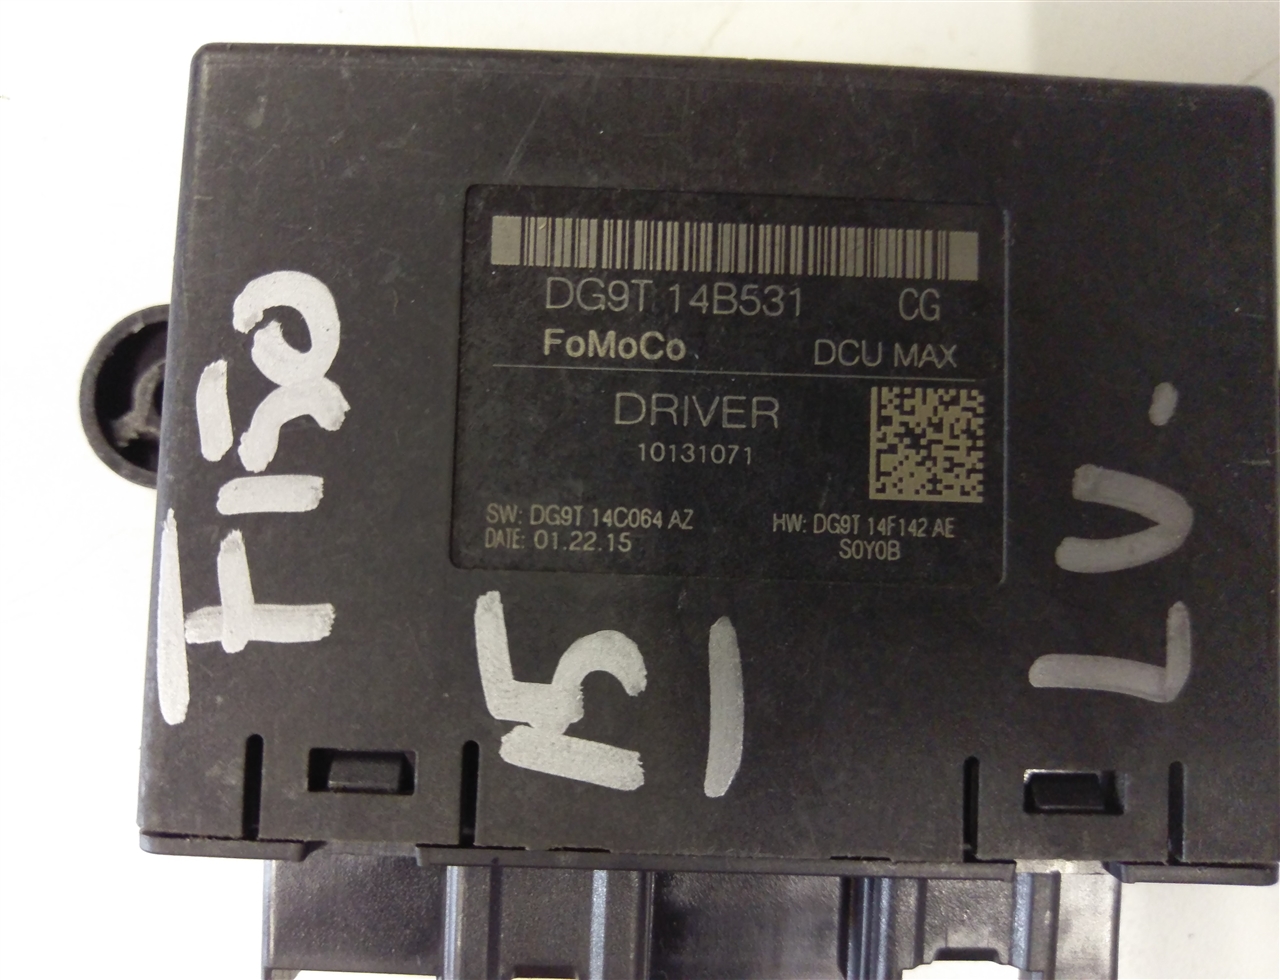 DG9T 14B531 CG
FoMoCo DCU MAX
DRIVER
10131071
SW: DG9T 14C064 AZ
DATE: 01.22.15
HW: DG9T 14F142 AE
S0Y0B
F150
15
LV.